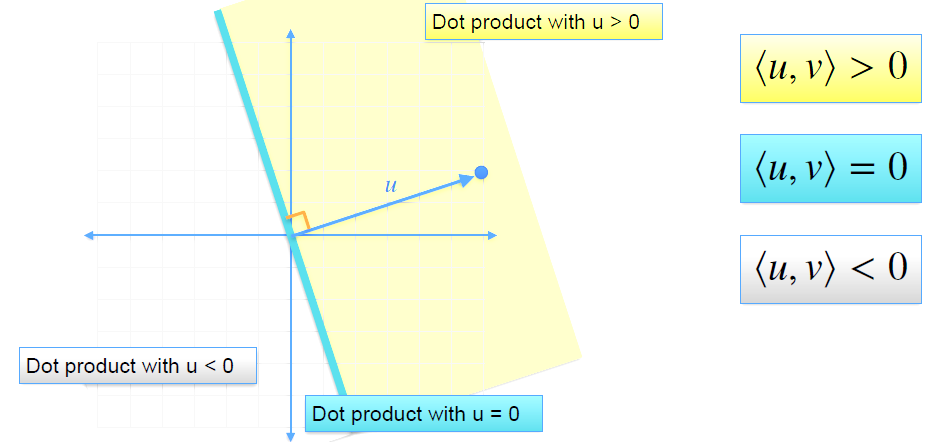 Dot product with u > 0
⟨u, v⟩ > 0
⟨u, v⟩ = 0
u
⟨u, v⟩ < 0
Dot product with u < 0
Dot product with u = 0